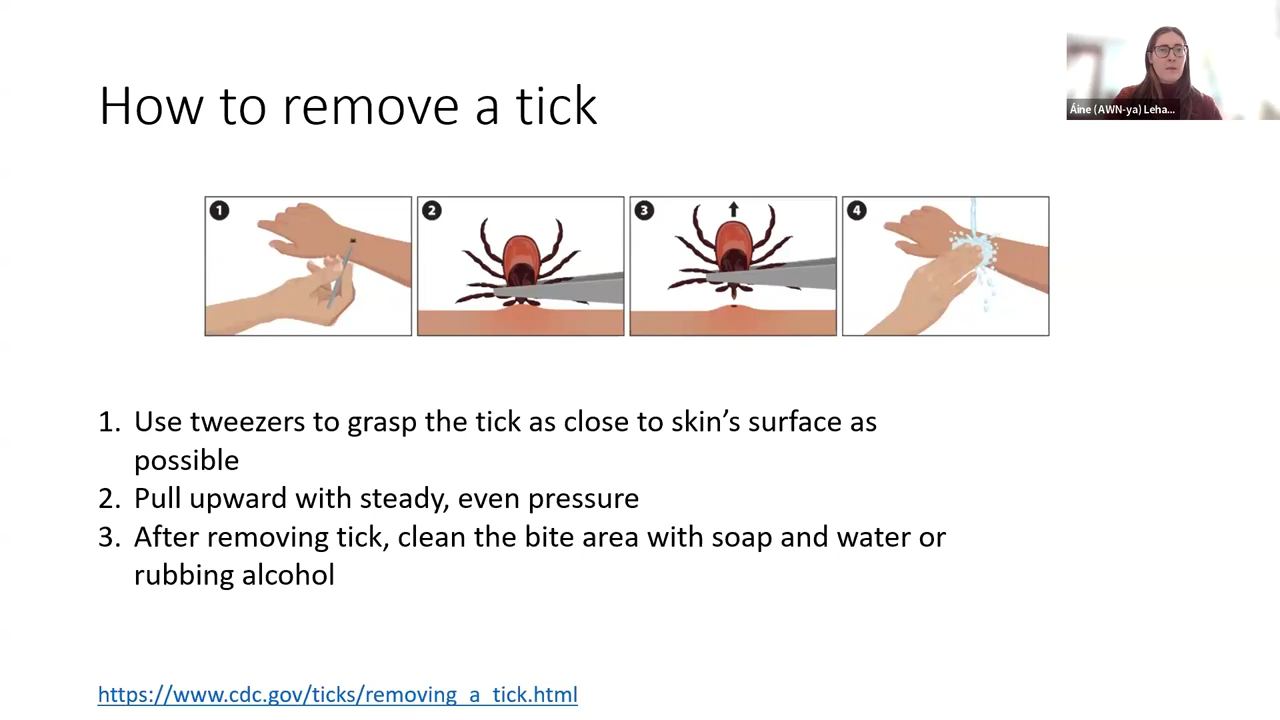 How to remove a tick
Áine (AWN-ya) Leha...
1 2 3 4
1. Use tweezers to grasp the tick as close to skin’s surface as
possible
2. Pull upward with steady, even pressure
3. After removing tick, clean the bite area with soap and water or
rubbing alcohol
https://www.cdc.gov/ticks/removing_a_tick.html